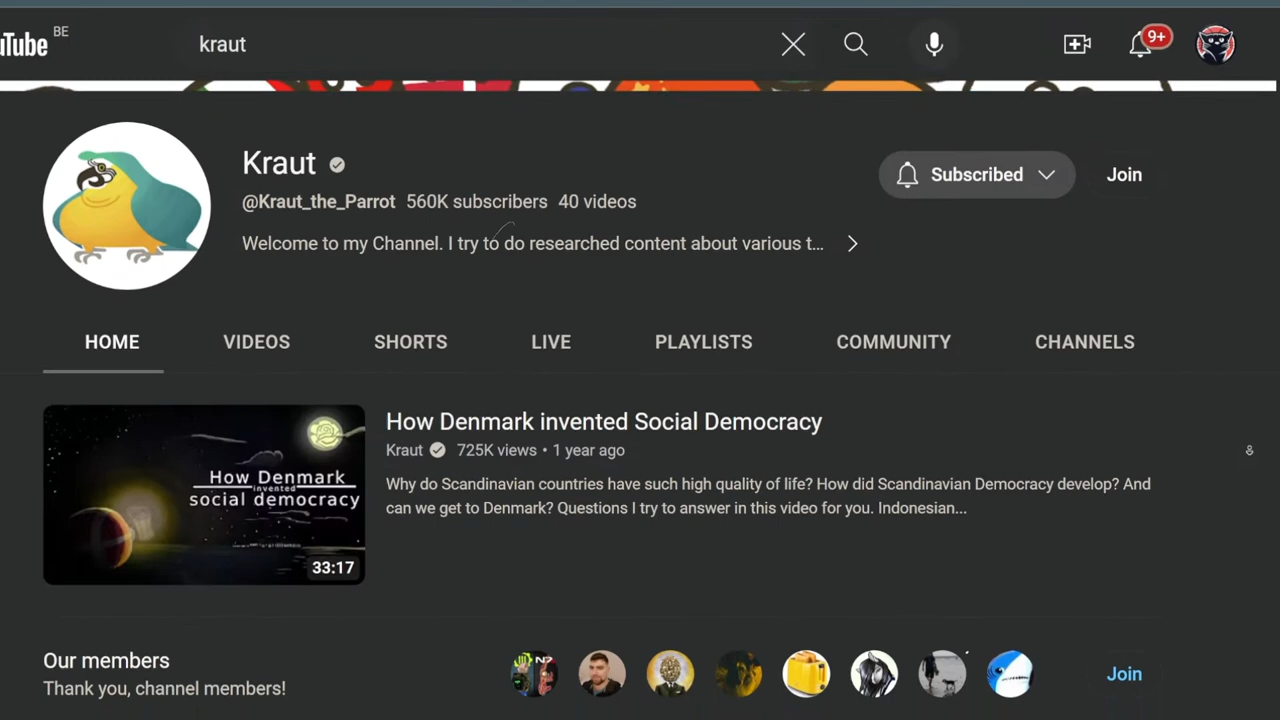 uTube BE
kraut
9+
Kraut
@Kraut_the_Parrot 560K subscribers 40 videos
Welcome to my Channel. I try to do researched content about various t...
Subscribed
Join
HOME VIDEOS SHORTS LIVE PLAYLISTS COMMUNITY CHANNELS
How Denmark
invented
social democracy
33:17
How Denmark invented Social Democracy
Kraut 725K views • 1 year ago
Why do Scandinavian countries have such high quality of life? How did Scandinavian Democracy develop? And
can we get to Denmark? Questions I try to answer in this video for you. Indonesian...
Our members
Thank you, channel members!
N7
Join